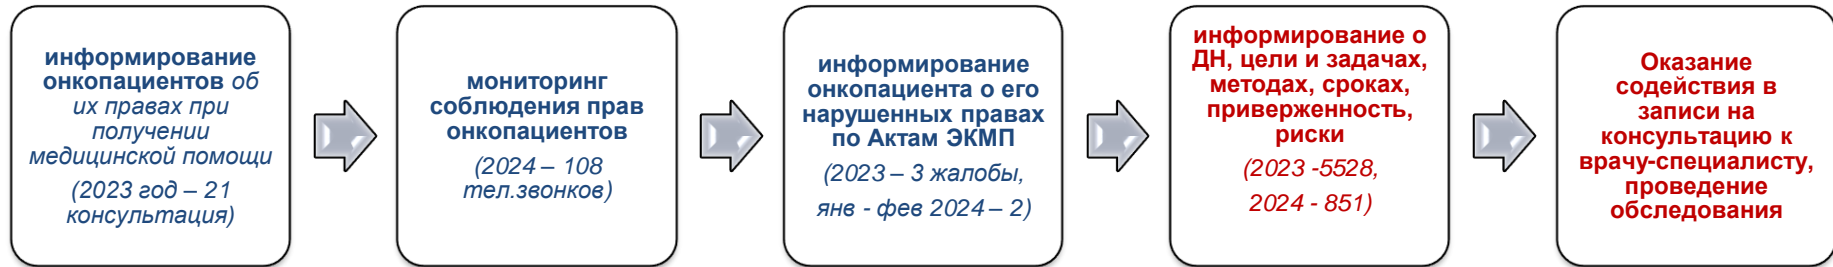 информирование
онкопациентов об
их правах при
получении
медицинской помощи
(2023 год – 21
консультация)
мониторинг
соблюдения прав
онкопациентов
(2024 – 108
тел.звонков)
информирование
онкопациента о его
нарушенных правах
по Актам ЭКМП
(2023 – 3 жалобы,
янв - фев 2024 – 2)
информирование о
ДН, цели и задачах,
методах, сроках,
приверженность,
риски
(2023 -5528,
2024 - 851)
Оказание
содействия в
записи на
консультацию к
врачу-специалисту,
проведение
обследования